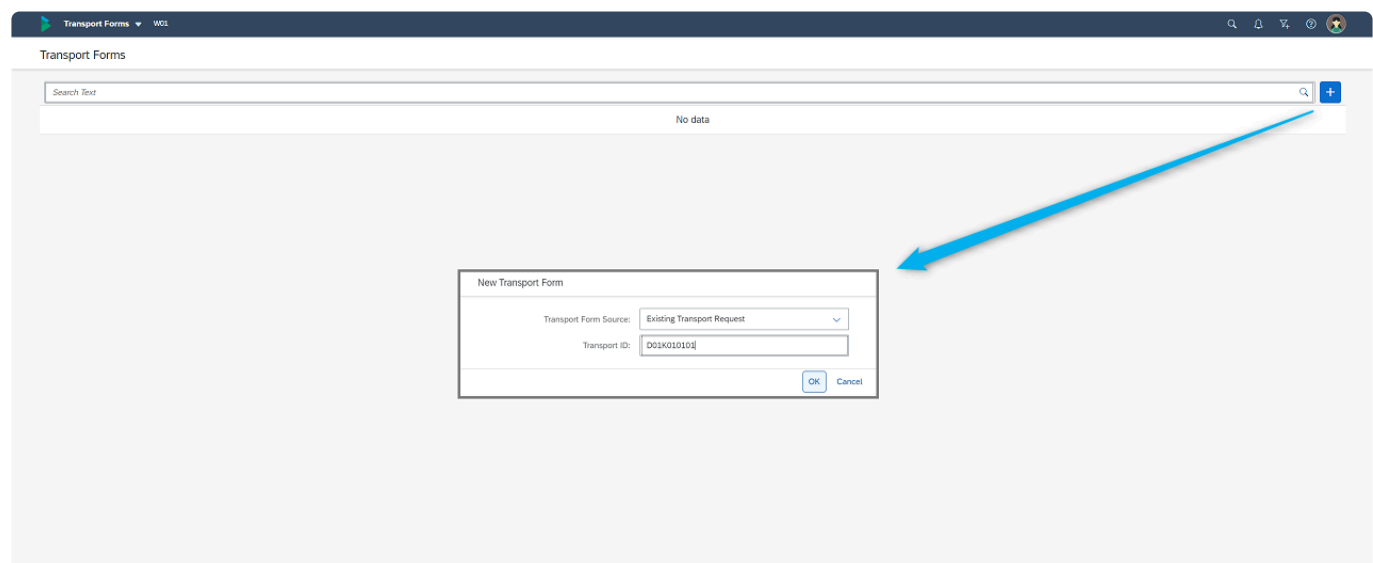 Transport Forms W01
Transport Forms
Search Text
No data
New Transport Form
Transport Form Source: Existing Transport Request
Transport ID: D01K010101
OK Cancel